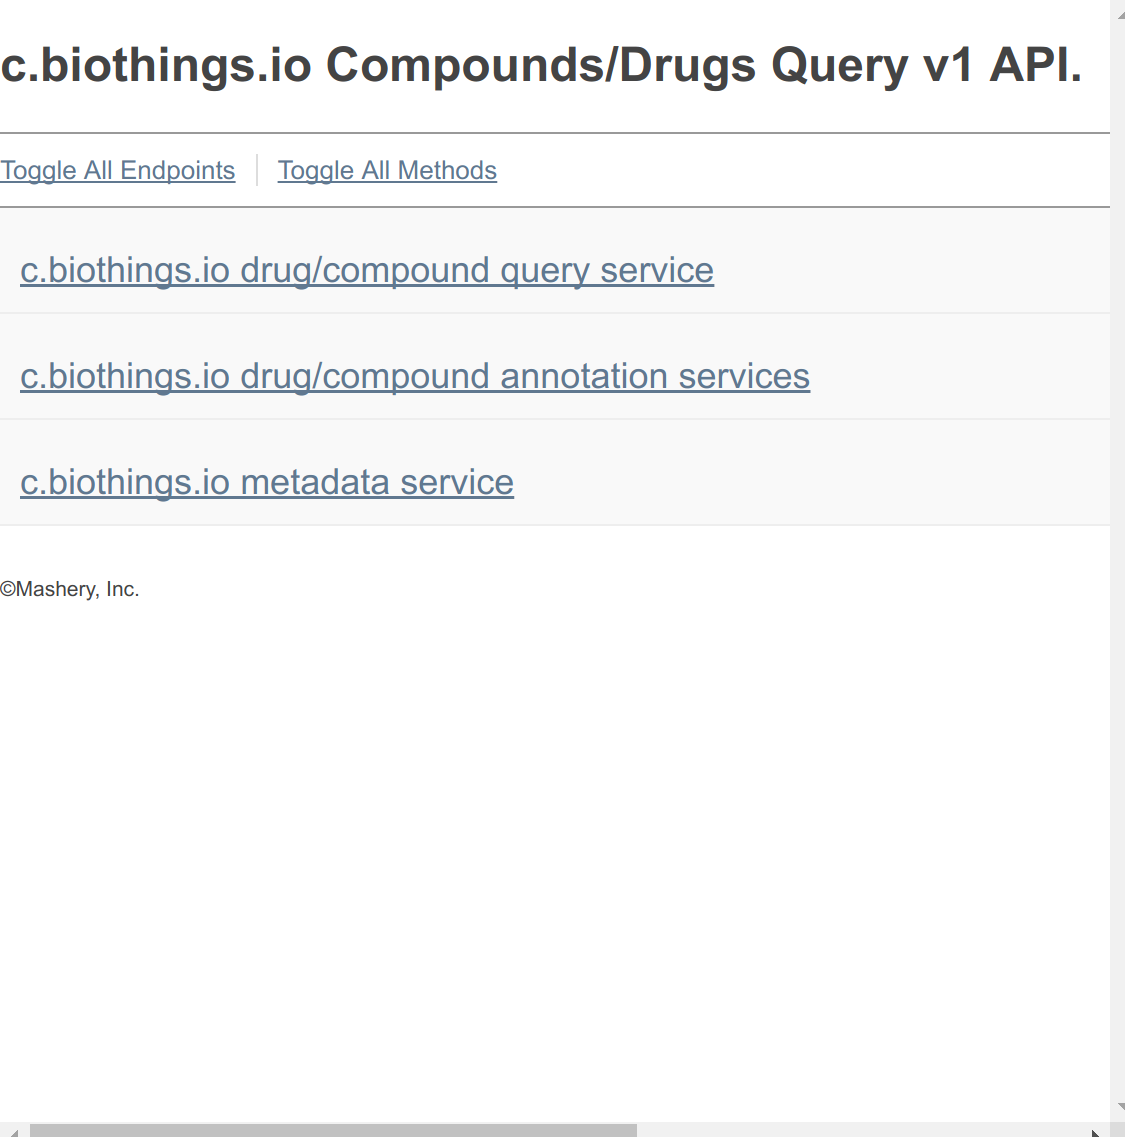 c.biothings.io Compounds/Drugs Query v1 API.
Toggle All Endpoints
Toggle All Methods
c.biothings.io drug/compound query service
c.biothings.io drug/compound annotation services
c.biothings.io metadata service
©Mashery, Inc.